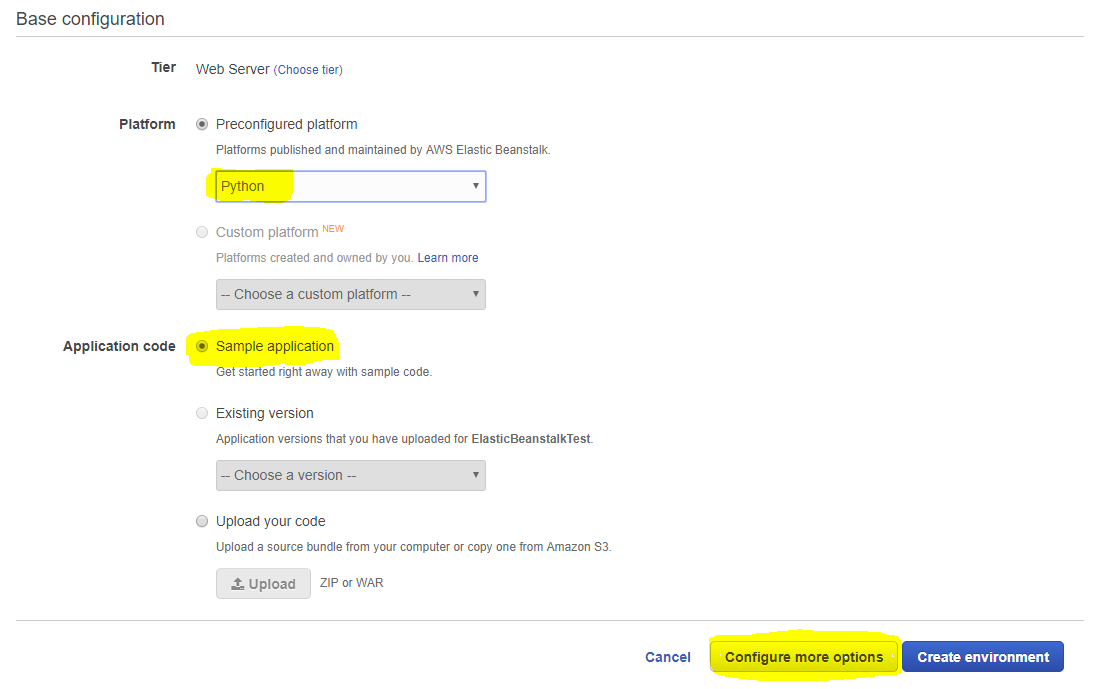 Base configuration
Tier Web Server (Choose tier)
Platform Preconfigured platform
Platforms published and maintained by AWS Elastic Beanstalk.
Python
Custom platform NEW
Platforms created and owned by you. Learn more
-- Choose a custom platform --
Application code Sample application
Get started right away with sample code.
Existing version
Application versions that you have uploaded for ElasticBeanstalkTest.
-- Choose a version --
Upload your code
Upload a source bundle from your computer or copy one from Amazon S3.
Upload ZIP or WAR
Cancel Configure more options Create environment